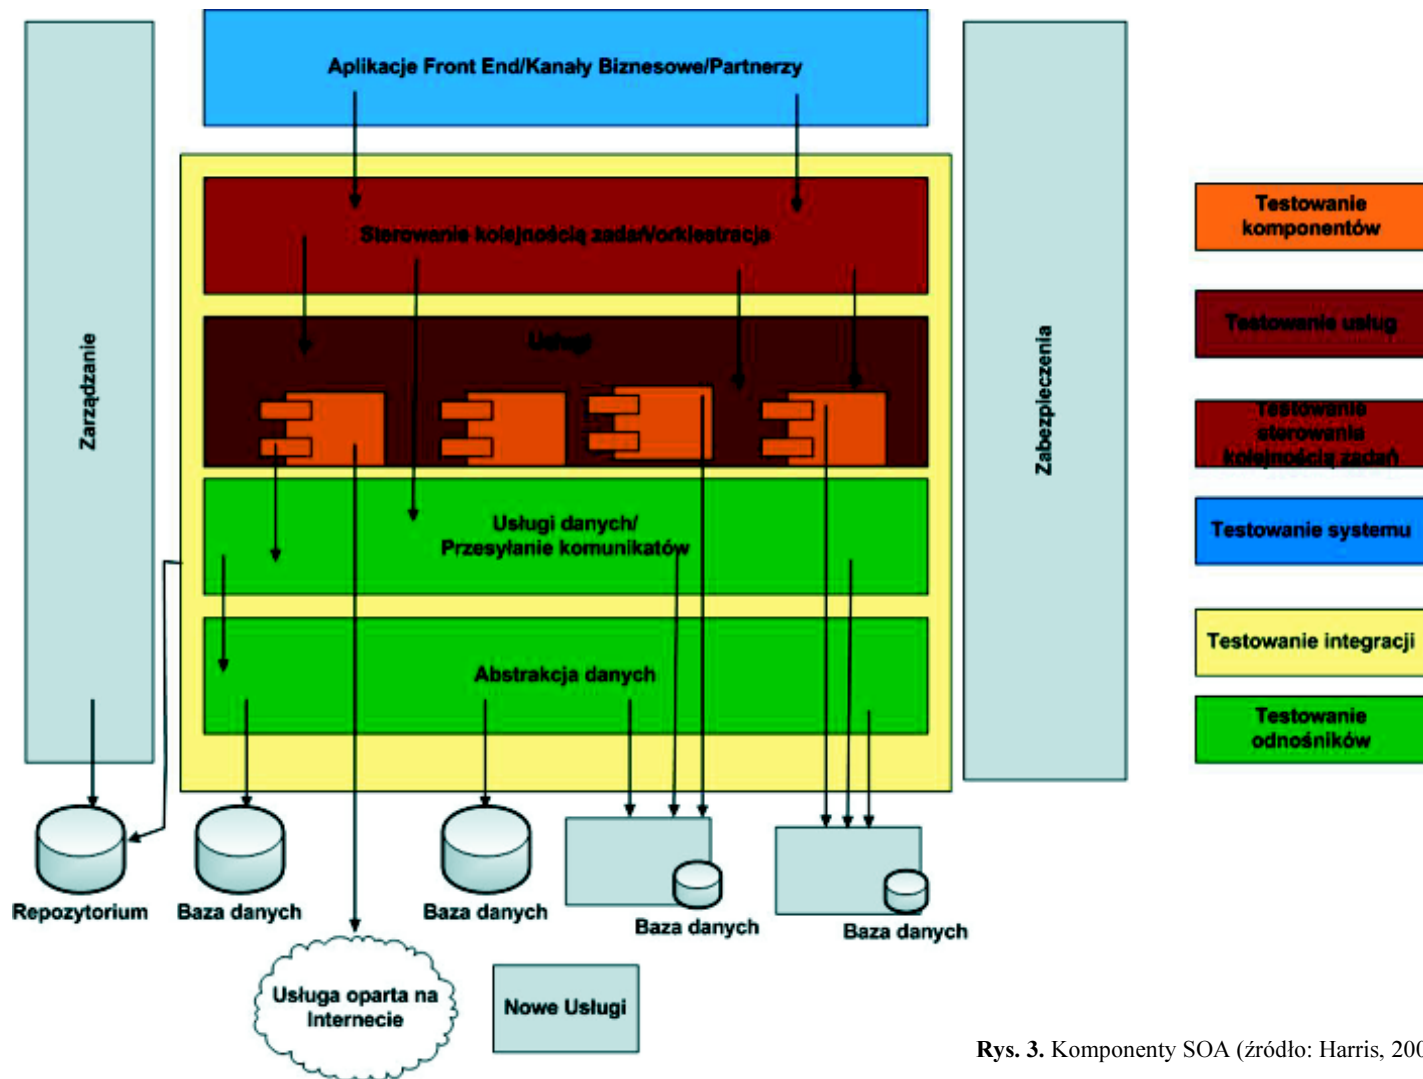 Aplikacje Front End/Kanały Biznesowe/Partnerzy
Sterowanie kolejnością zadań/orkiestracja
Usługi
Usługi danych/
Przesyłanie komunikatów
Abstrakcja danych
Zarządzanie
Zabezpieczenia
Testowanie
komponentów
Testowanie usług
Testowanie
sterowania
kolejnością zadań
Testowanie systemu
Testowanie integracji
Testowanie
odnośników
Repozytorium
Baza danych
Baza danych
Baza danych
Baza danych
Usługa oparta na
Internecie
Nowe Usługi
Rys. 3. Komponenty SOA (źródło: Harris, 200